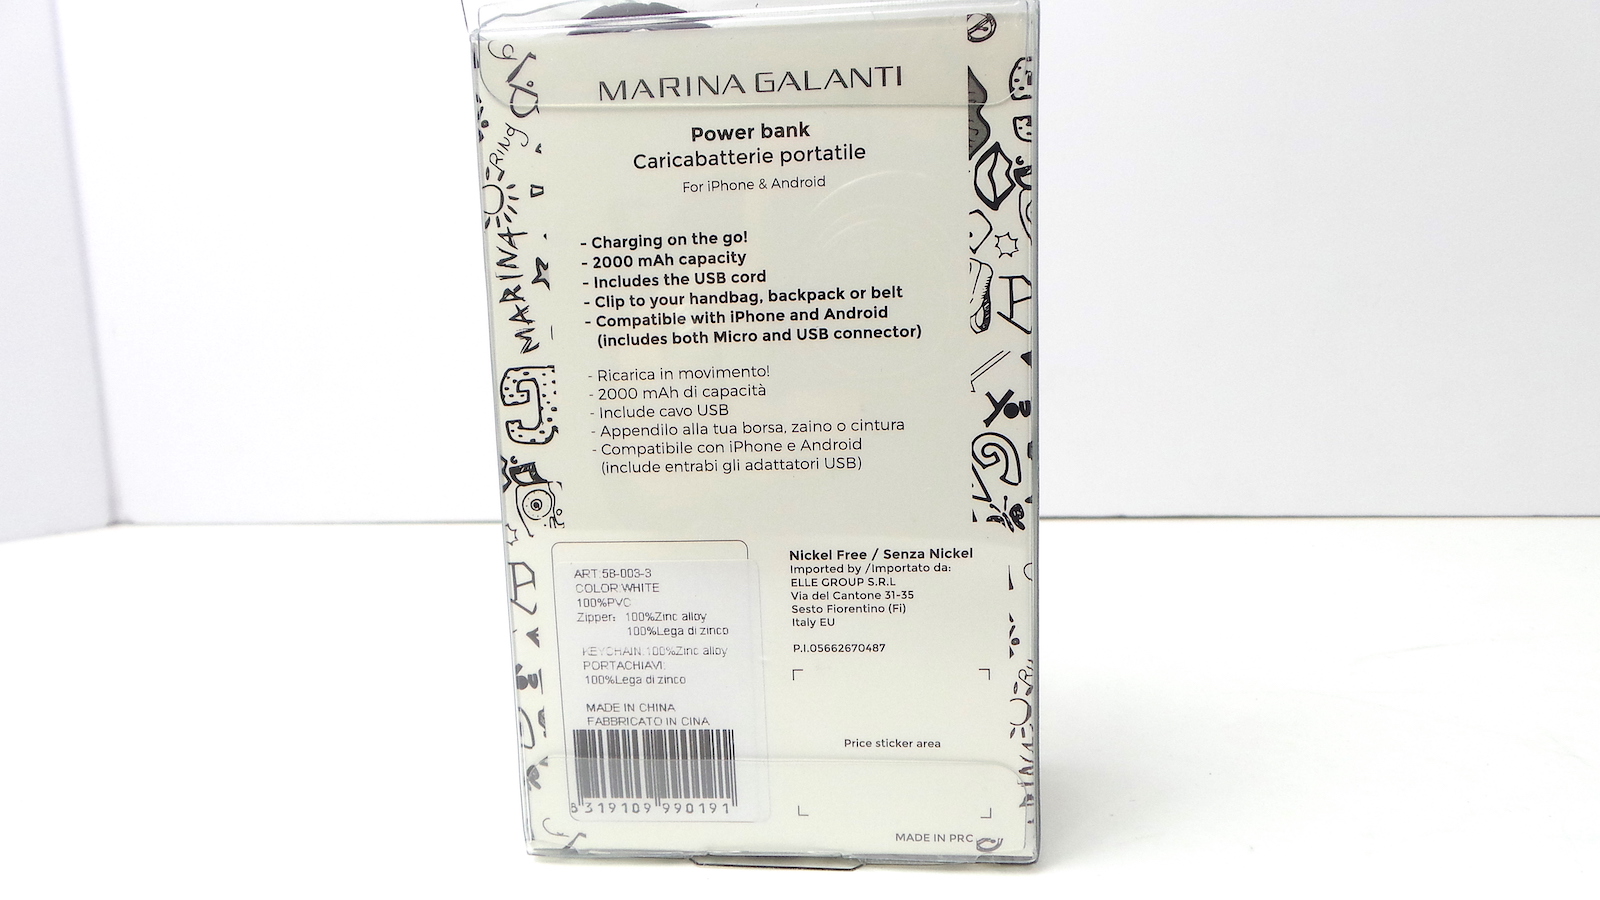 MARINA GALANTI
Power bank
Caricabatterie portatile
For iPhone & Android
- Charging on the go!
- 2000 mAh capacity
- Includes the USB cord
- Clip to your handbag, backpack or belt
- Compatible with iPhone and Android
(includes both Micro and USB connector)
- Ricarica in movimento!
- 2000 mAh di capacità
- Include cavo USB
- Appendilo alla tua borsa, zaino o cintura
- Compatibile con iPhone e Android
(include entrabi gli adattatori USB)
ART:5B-003-3
COLOR:WHITE
100%PVC
Zipper: 100%Zinc alloy
100%Lega di zinco
KEYCHAIN:100%Zinc alloy
PORTACHIAVI:
100%Lega di zinco
MADE IN CHINA
FABBRICATO IN CINA
8319109990191
Nickel Free / Senza Nickel
Imported by /Importato da:
ELLE GROUP S.R.L
Via del Cantone 31-35
Sesto Fiorentino (Fi)
Italy EU
P.I.05662670487
Price sticker area
MADE IN PRC
RING
MARINA
You